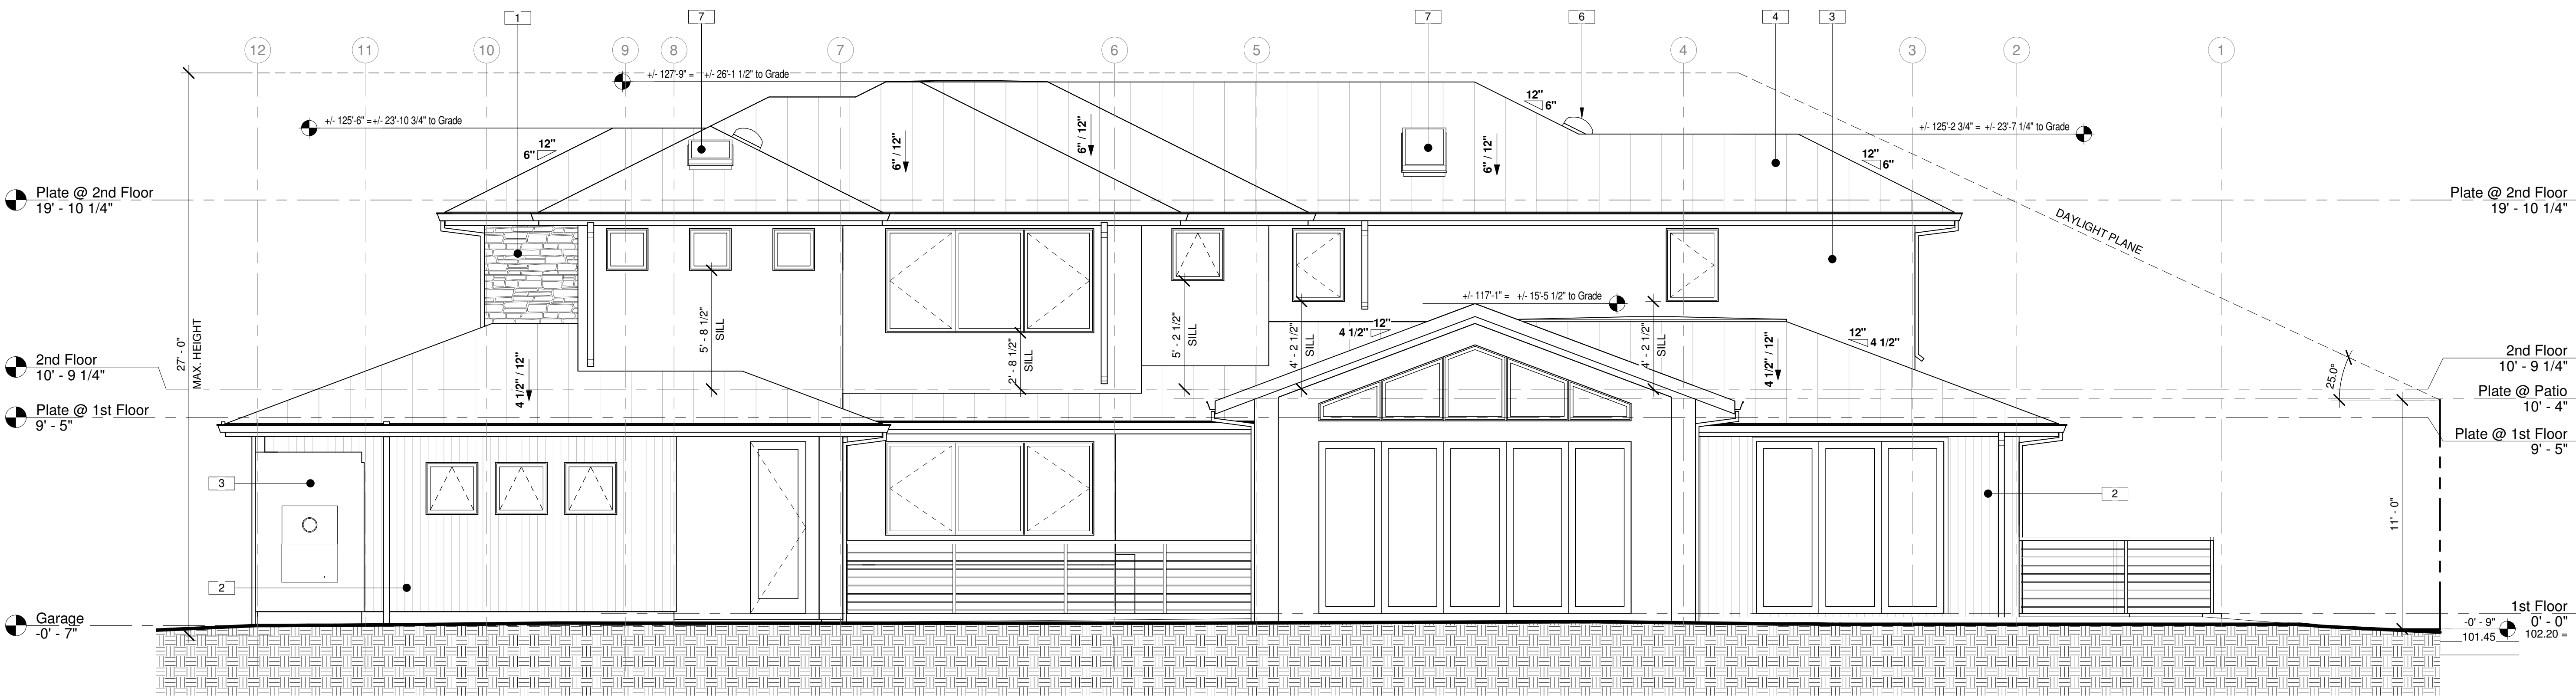 1
7
7
6
4
3
12
11
10
9
8
7
6
5
4
3
2
1
+/- 127'-9" = +/- 26'-1 1/2" to Grade
+/- 125'-6" =+/- 23'-10 3/4" to Grade
+/- 125'-2 3/4" = +/- 23'-7 1/4" to Grade
12"
6"
12"
6"
12"
6"
6" / 12"
6" / 12"
6" / 12"
Plate @ 2nd Floor
19' - 10 1/4"
Plate @ 2nd Floor
19' - 10 1/4"
DAYLIGHT PLANE
27' - 0"
MAX. HEIGHT
+/- 117'-1" = +/- 15'-5 1/2" to Grade
5' - 8 1/2"
SILL
2' - 8 1/2"
SILL
5' - 2 1/2"
SILL
4' - 2 1/2"
SILL
4' - 2 1/2"
SILL
12"
4 1/2"
12"
4 1/2"
4 1/2" / 12"
4 1/2" / 12"
25.0°
2nd Floor
10' - 9 1/4"
Plate @ 1st Floor
9' - 5"
2nd Floor
10' - 9 1/4"
Plate @ Patio
10' - 4"
Plate @ 1st Floor
9' - 5"
3
2
2
11' - 0"
Garage
-0' - 7"
1st Floor
0' - 0"
-0' - 9"
101.45
102.20 =